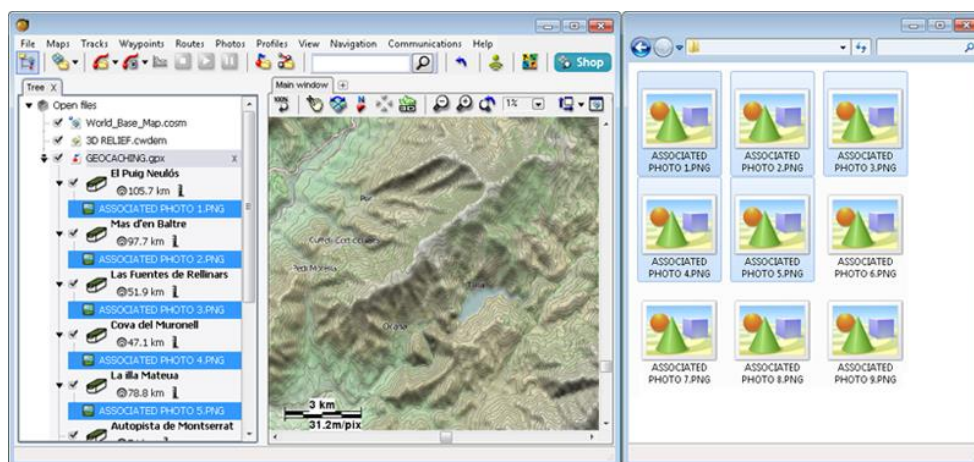 File Maps Tracks Waypoints Routes Photos Profiles View Navigation Communications Help
Shop
Tree X
Main window
100%
1%
Open files
World_Base_Map.cosm
3D RELIEF.cwdem
GEOCACHING.gpx x
El Puig Neulós
105.7 km
ASSOCIATED PHOTO 1.PNG
Mas d'en Baltre
97.7 km
ASSOCIATED PHOTO 2.PNG
Las Fuentes de Rellinars
51.9 km
ASSOCIATED PHOTO 3.PNG
Cova del Muronell
47.1 km
ASSOCIATED PHOTO 4.PNG
La illa Mateua
78.8 km
ASSOCIATED PHOTO 5.PNG
Autopista de Montserrat
3 km
31.2m/pix
ASSOCIATED PHOTO 1.PNG
ASSOCIATED PHOTO 2.PNG
ASSOCIATED PHOTO 3.PNG
ASSOCIATED PHOTO 4.PNG
ASSOCIATED PHOTO 5.PNG
ASSOCIATED PHOTO 6.PNG
ASSOCIATED PHOTO 7.PNG
ASSOCIATED PHOTO 8.PNG
ASSOCIATED PHOTO 9.PNG